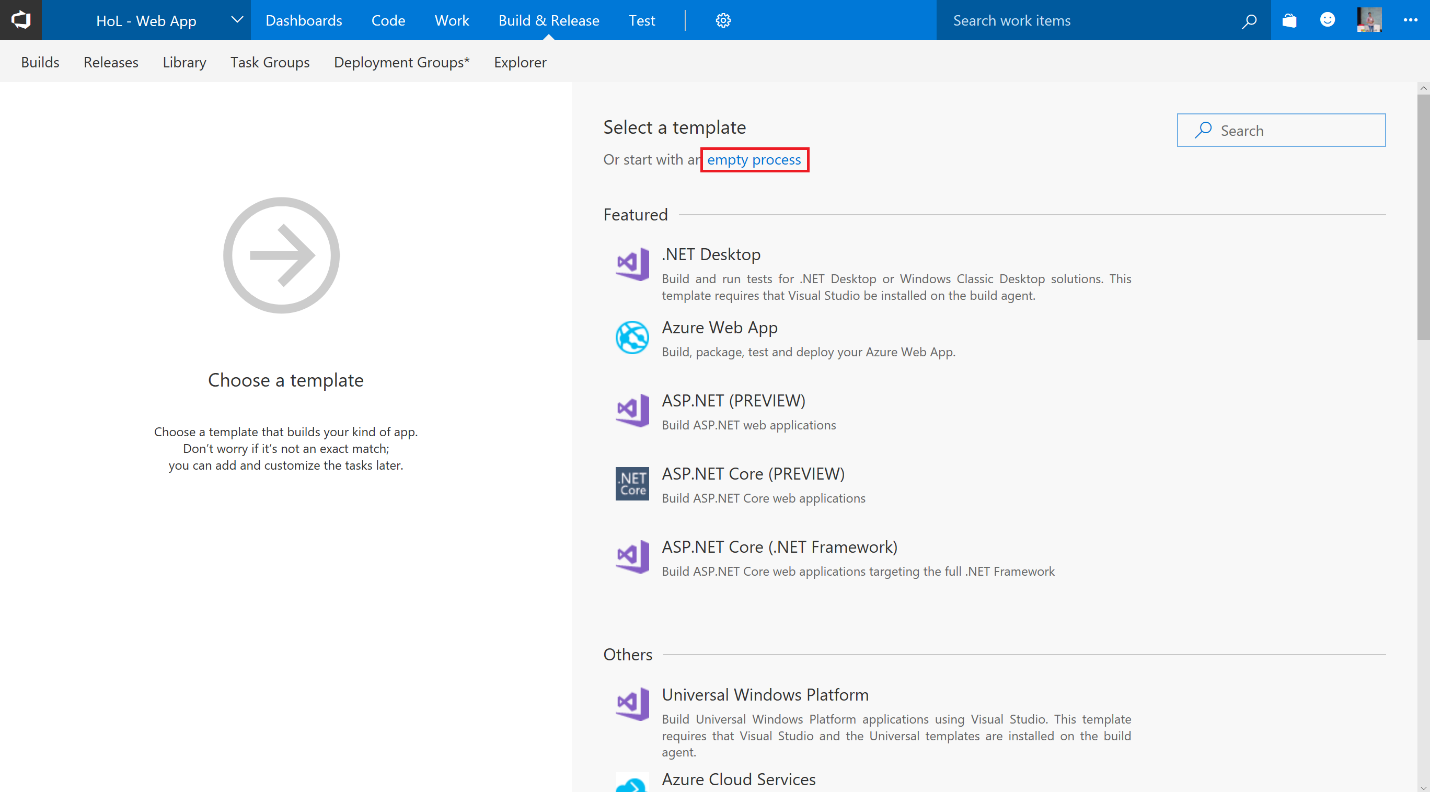 HoL - Web App
Dashboards Code Work Build & Release Test
Search work items
Builds Releases Library Task Groups Deployment Groups* Explorer
Choose a template
Choose a template that builds your kind of app.
Don't worry if it's not an exact match;
you can add and customize the tasks later.
Select a template
Search
Or start with an empty process
Featured
.NET Desktop
Build and run tests for .NET Desktop or Windows Classic Desktop solutions. This
template requires that Visual Studio be installed on the build agent.
Azure Web App
Build, package, test and deploy your Azure Web App.
ASP.NET (PREVIEW)
Build ASP.NET web applications
.NET
Core
ASP.NET Core (PREVIEW)
Build ASP.NET Core web applications
ASP.NET Core (.NET Framework)
Build ASP.NET Core web applications targeting the full .NET Framework
Others
Universal Windows Platform
Build Universal Windows Platform applications using Visual Studio. This template
requires that Visual Studio and the Universal templates are installed on the build
agent.
Azure Cloud Services